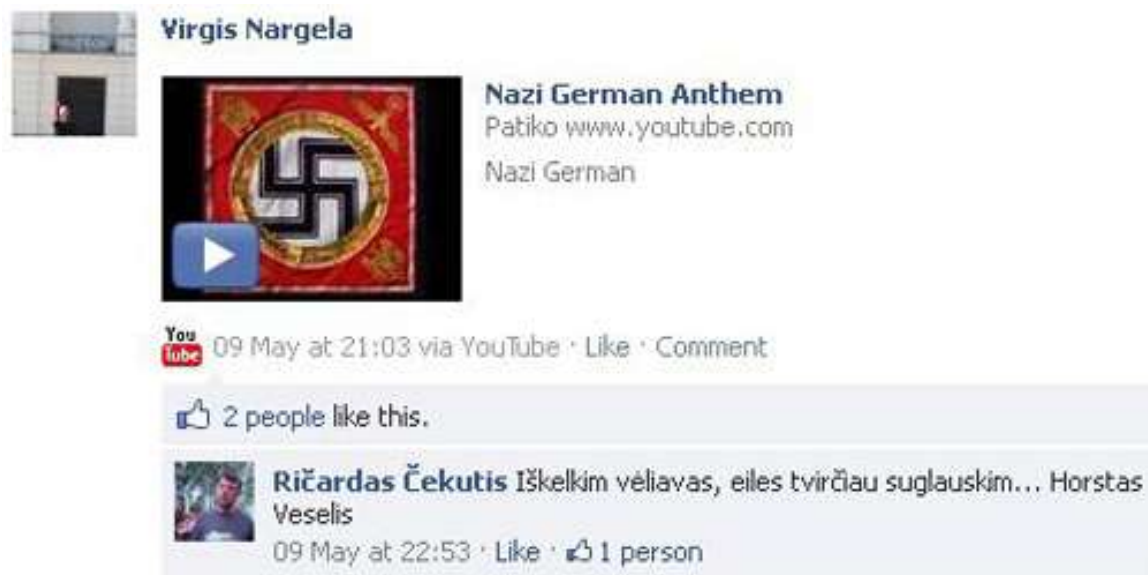 Virgis Nargela
Nazi German Anthem
Patiko www.youtube.com
Nazi German
You
Tube
09 May at 21:03 via YouTube · Like · Comment
2 people like this.
Ričardas Čekutis Iškelkim vėliavas, eiles tvirčiau suglauskim... Horstas
Veselis
09 May at 22:53 · Like · 1 person